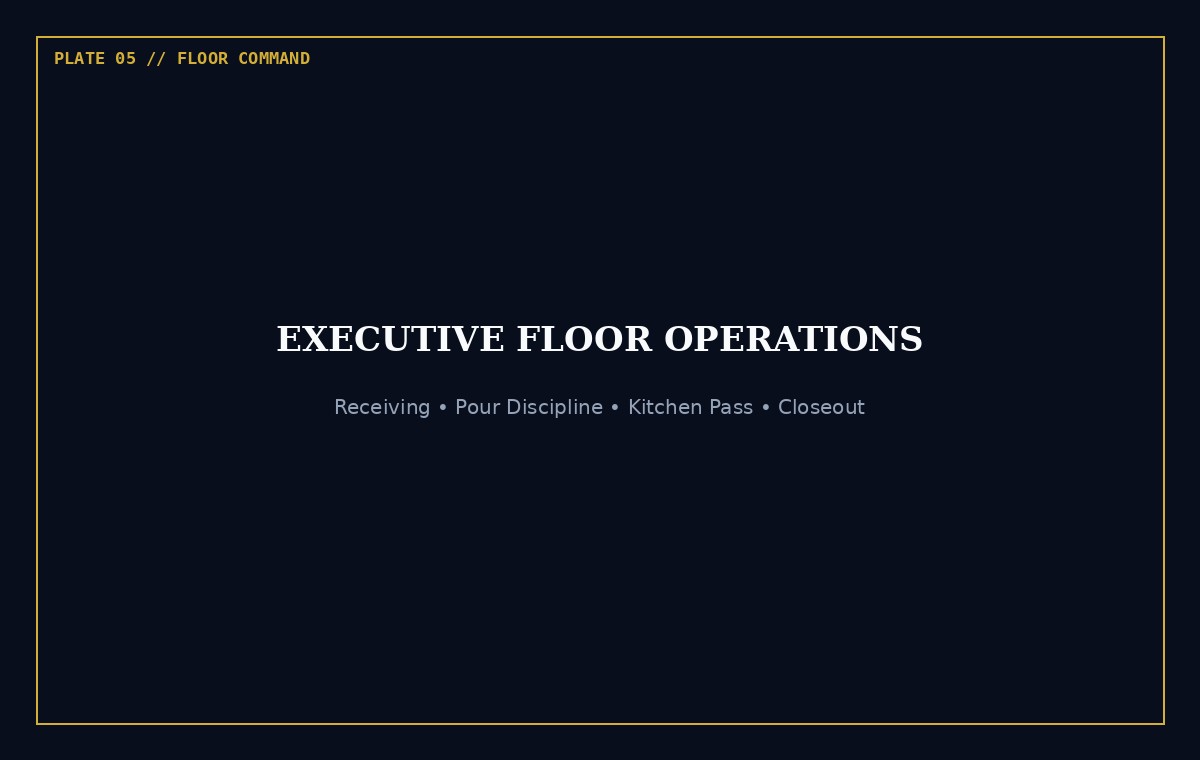 PLATE 05 // FLOOR COMMAND
EXECUTIVE FLOOR OPERATIONS
Receiving • Pour Discipline • Kitchen Pass • Closeout